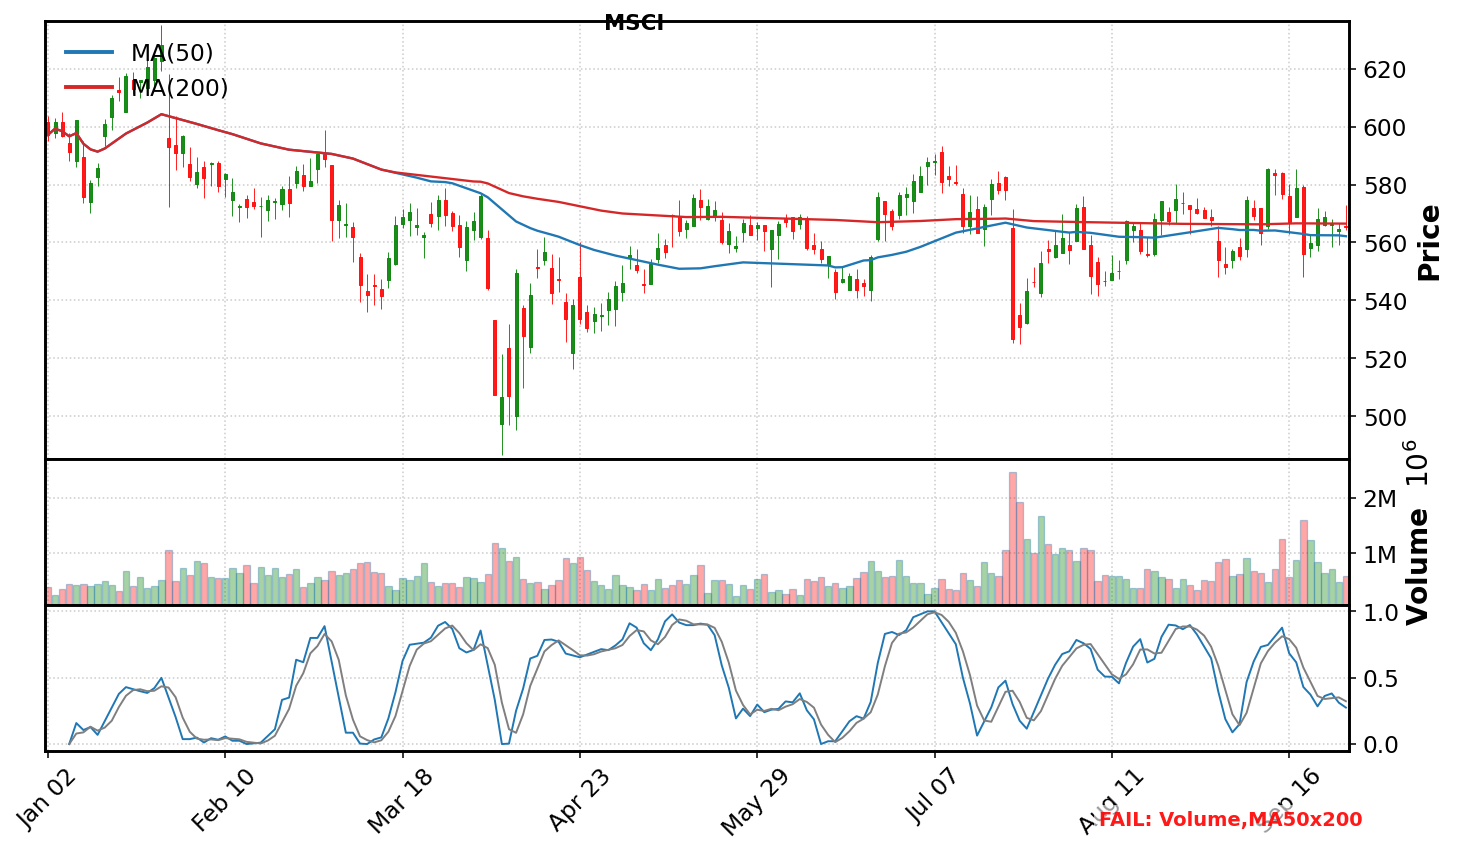 MSCI
MA(50)
MA(200)
620
600
580
560
540
520
500
Price
2M
1M
Volume 10⁶
1.0
0.5
0.0
Jan 02
Feb 10
Mar 18
Apr 23
May 29
Jul 07
Aug 11
Sep 16
FAIL: Volume,MA50x200